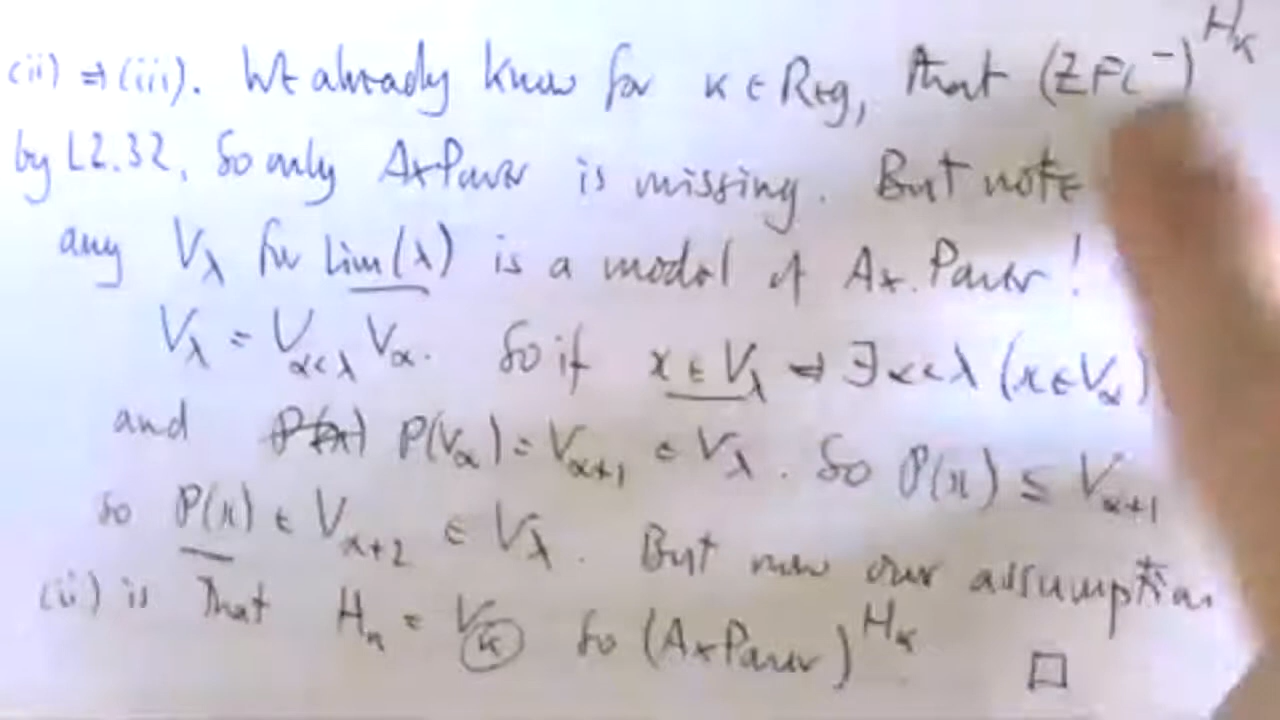 (ii) ⇒ (iii). We already know for κ ∈ Reg, that (ZFC⁻)^{H_κ}
by L2.32. So only AxPower is missing. But note
any V_λ for Lim(λ) is a model of Ax.Power!
V_λ = ⋃_{α<λ} V_α. So if x ∈ V_λ ⇒ ∃α<λ (x ∈ V_α)
and P(V_α) = V_{α+1} ∈ V_λ. So P(x) ⊆ V_{α+1}
so P(x) ∈ V_{α+2} ∈ V_λ. But now our assumption
(ii) is that H_κ = V_κ so (AxPower)^{H_κ} □